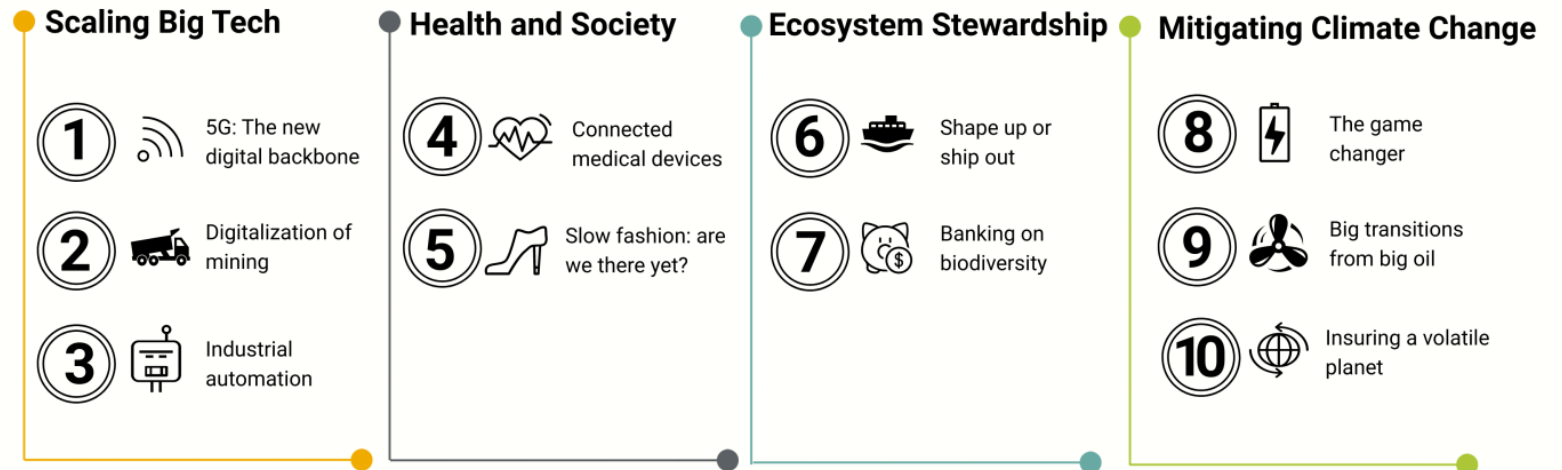 Scaling Big Tech
1
5G: The new
digital backbone
2
Digitalization of
mining
3
Industrial
automation
Health and Society
4
Connected
medical devices
5
Slow fashion: are
we there yet?
Ecosystem Stewardship
6
Shape up or
ship out
7
$
Banking on
biodiversity
Mitigating Climate Change
8
The game
changer
9
Big transitions
from big oil
10
Insuring a volatile
planet